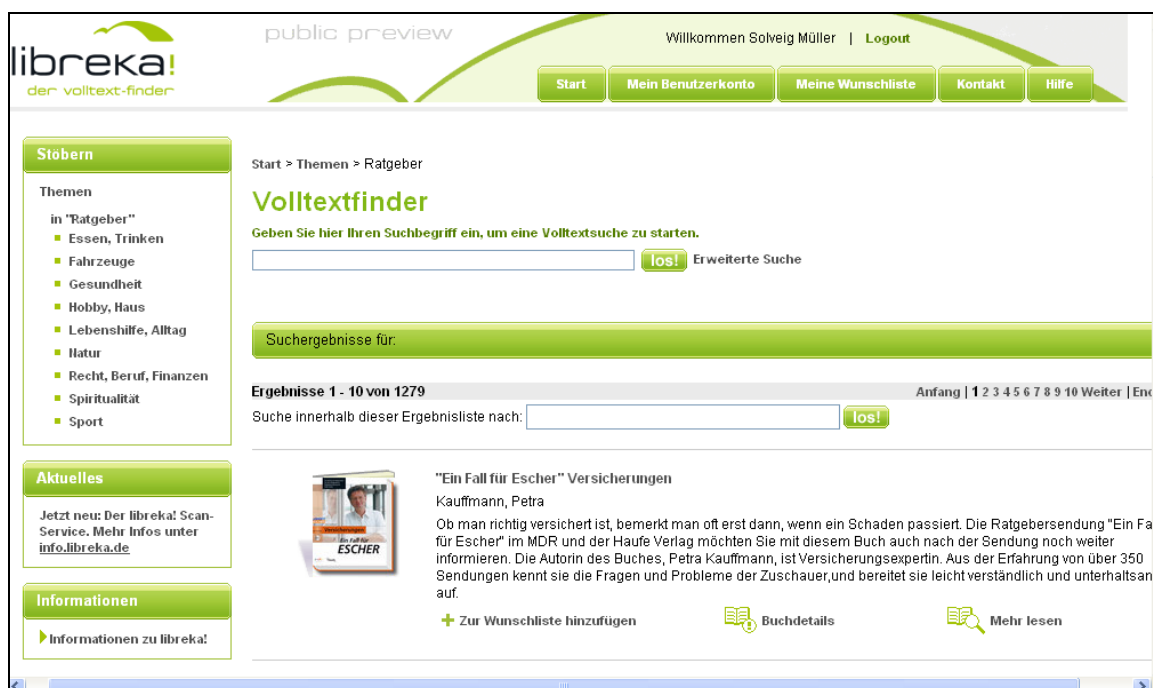 libreka!
der volltext-finder
public preview
Willkommen Solveig Müller | Logout
Start
Mein Benutzerkonto
Meine Wunschliste
Kontakt
Hilfe
Stöbern
Themen
in "Ratgeber"
Essen, Trinken
Fahrzeuge
Gesundheit
Hobby, Haus
Lebenshilfe, Alltag
Natur
Recht, Beruf, Finanzen
Spiritualität
Sport
Aktuelles
Jetzt neu: Der libreka! Scan-
Service. Mehr Infos unter
info.libreka.de
Informationen
Informationen zu libreka!
Start > Themen > Ratgeber
Volltextfinder
Geben Sie hier Ihren Suchbegriff ein, um eine Volltextsuche zu starten.
los! Erweiterte Suche
Suchergebnisse für:
Ergebnisse 1 - 10 von 1279
Anfang | 1 2 3 4 5 6 7 8 9 10 Weiter | End
Suche innerhalb dieser Ergebnisliste nach:
los!
Versicherungen
Ein Fall für
ESCHER
"Ein Fall für Escher" Versicherungen
Kauffmann, Petra
Ob man richtig versichert ist, bemerkt man oft erst dann, wenn ein Schaden passiert. Die Ratgebersendung "Ein Fa
für Escher" im MDR und der Haufe Verlag möchten Sie mit diesem Buch auch nach der Sendung noch weiter
informieren. Die Autorin des Buches, Petra Kauffmann, ist Versicherungsexpertin. Aus der Erfahrung von über 350
Sendungen kennt sie die Fragen und Probleme der Zuschauer,und bereitet sie leicht verständlich und unterhaltsan
auf.
Zur Wunschliste hinzufügen
Buchdetails
Mehr lesen